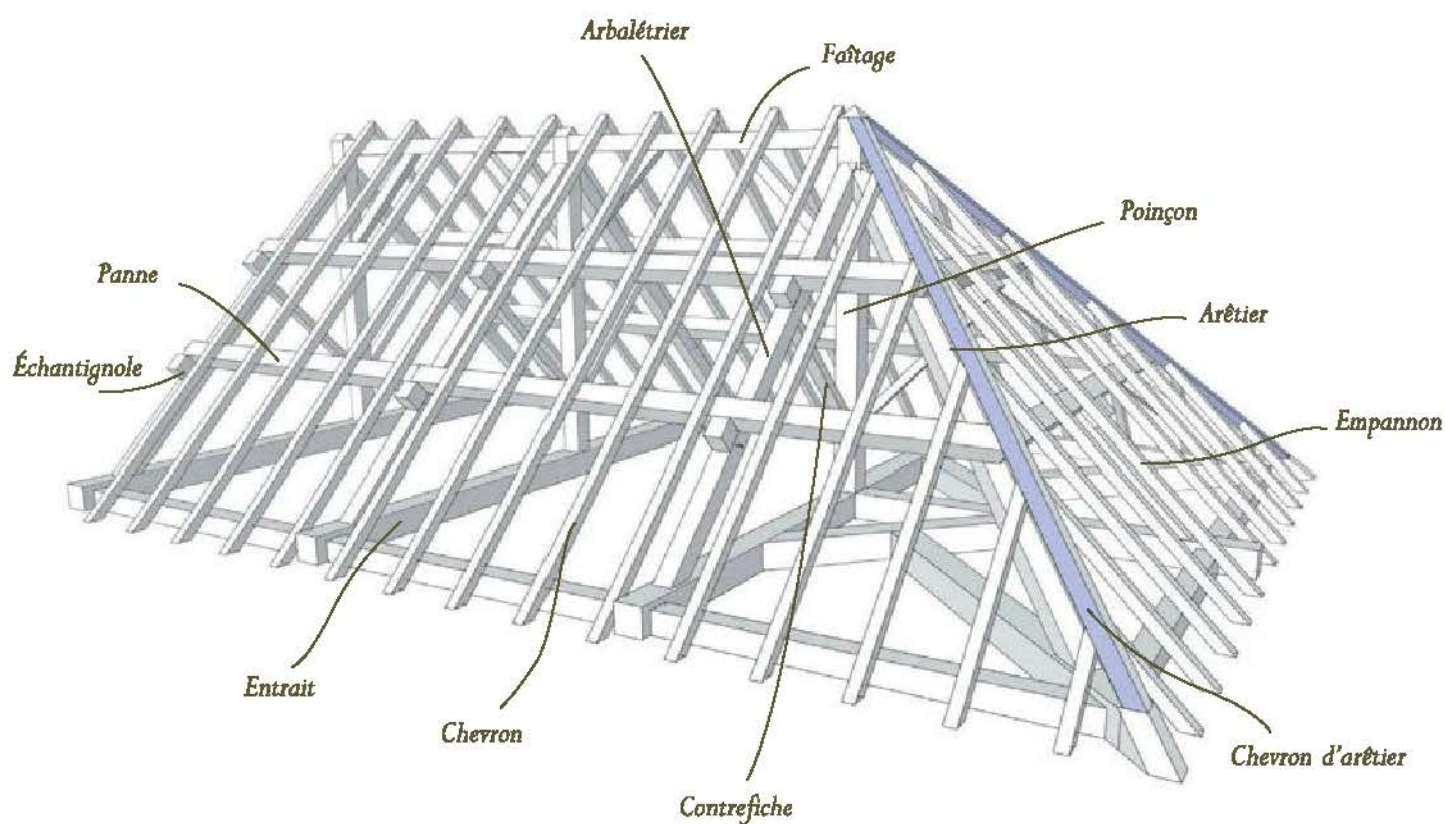 Arbalétrier
Faîtage
Poinçon
Panne
Arêtier
Échantignole
Empannon
Entrait
Chevron
Chevron d'arêtier
Contrefiche